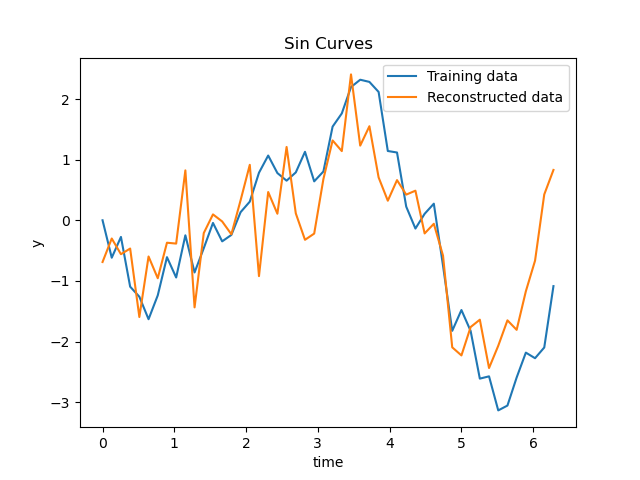 Sin Curves
Training data
Reconstructed data
y
2
1
0
−1
−2
−3
0 1 2 3 4 5 6
time